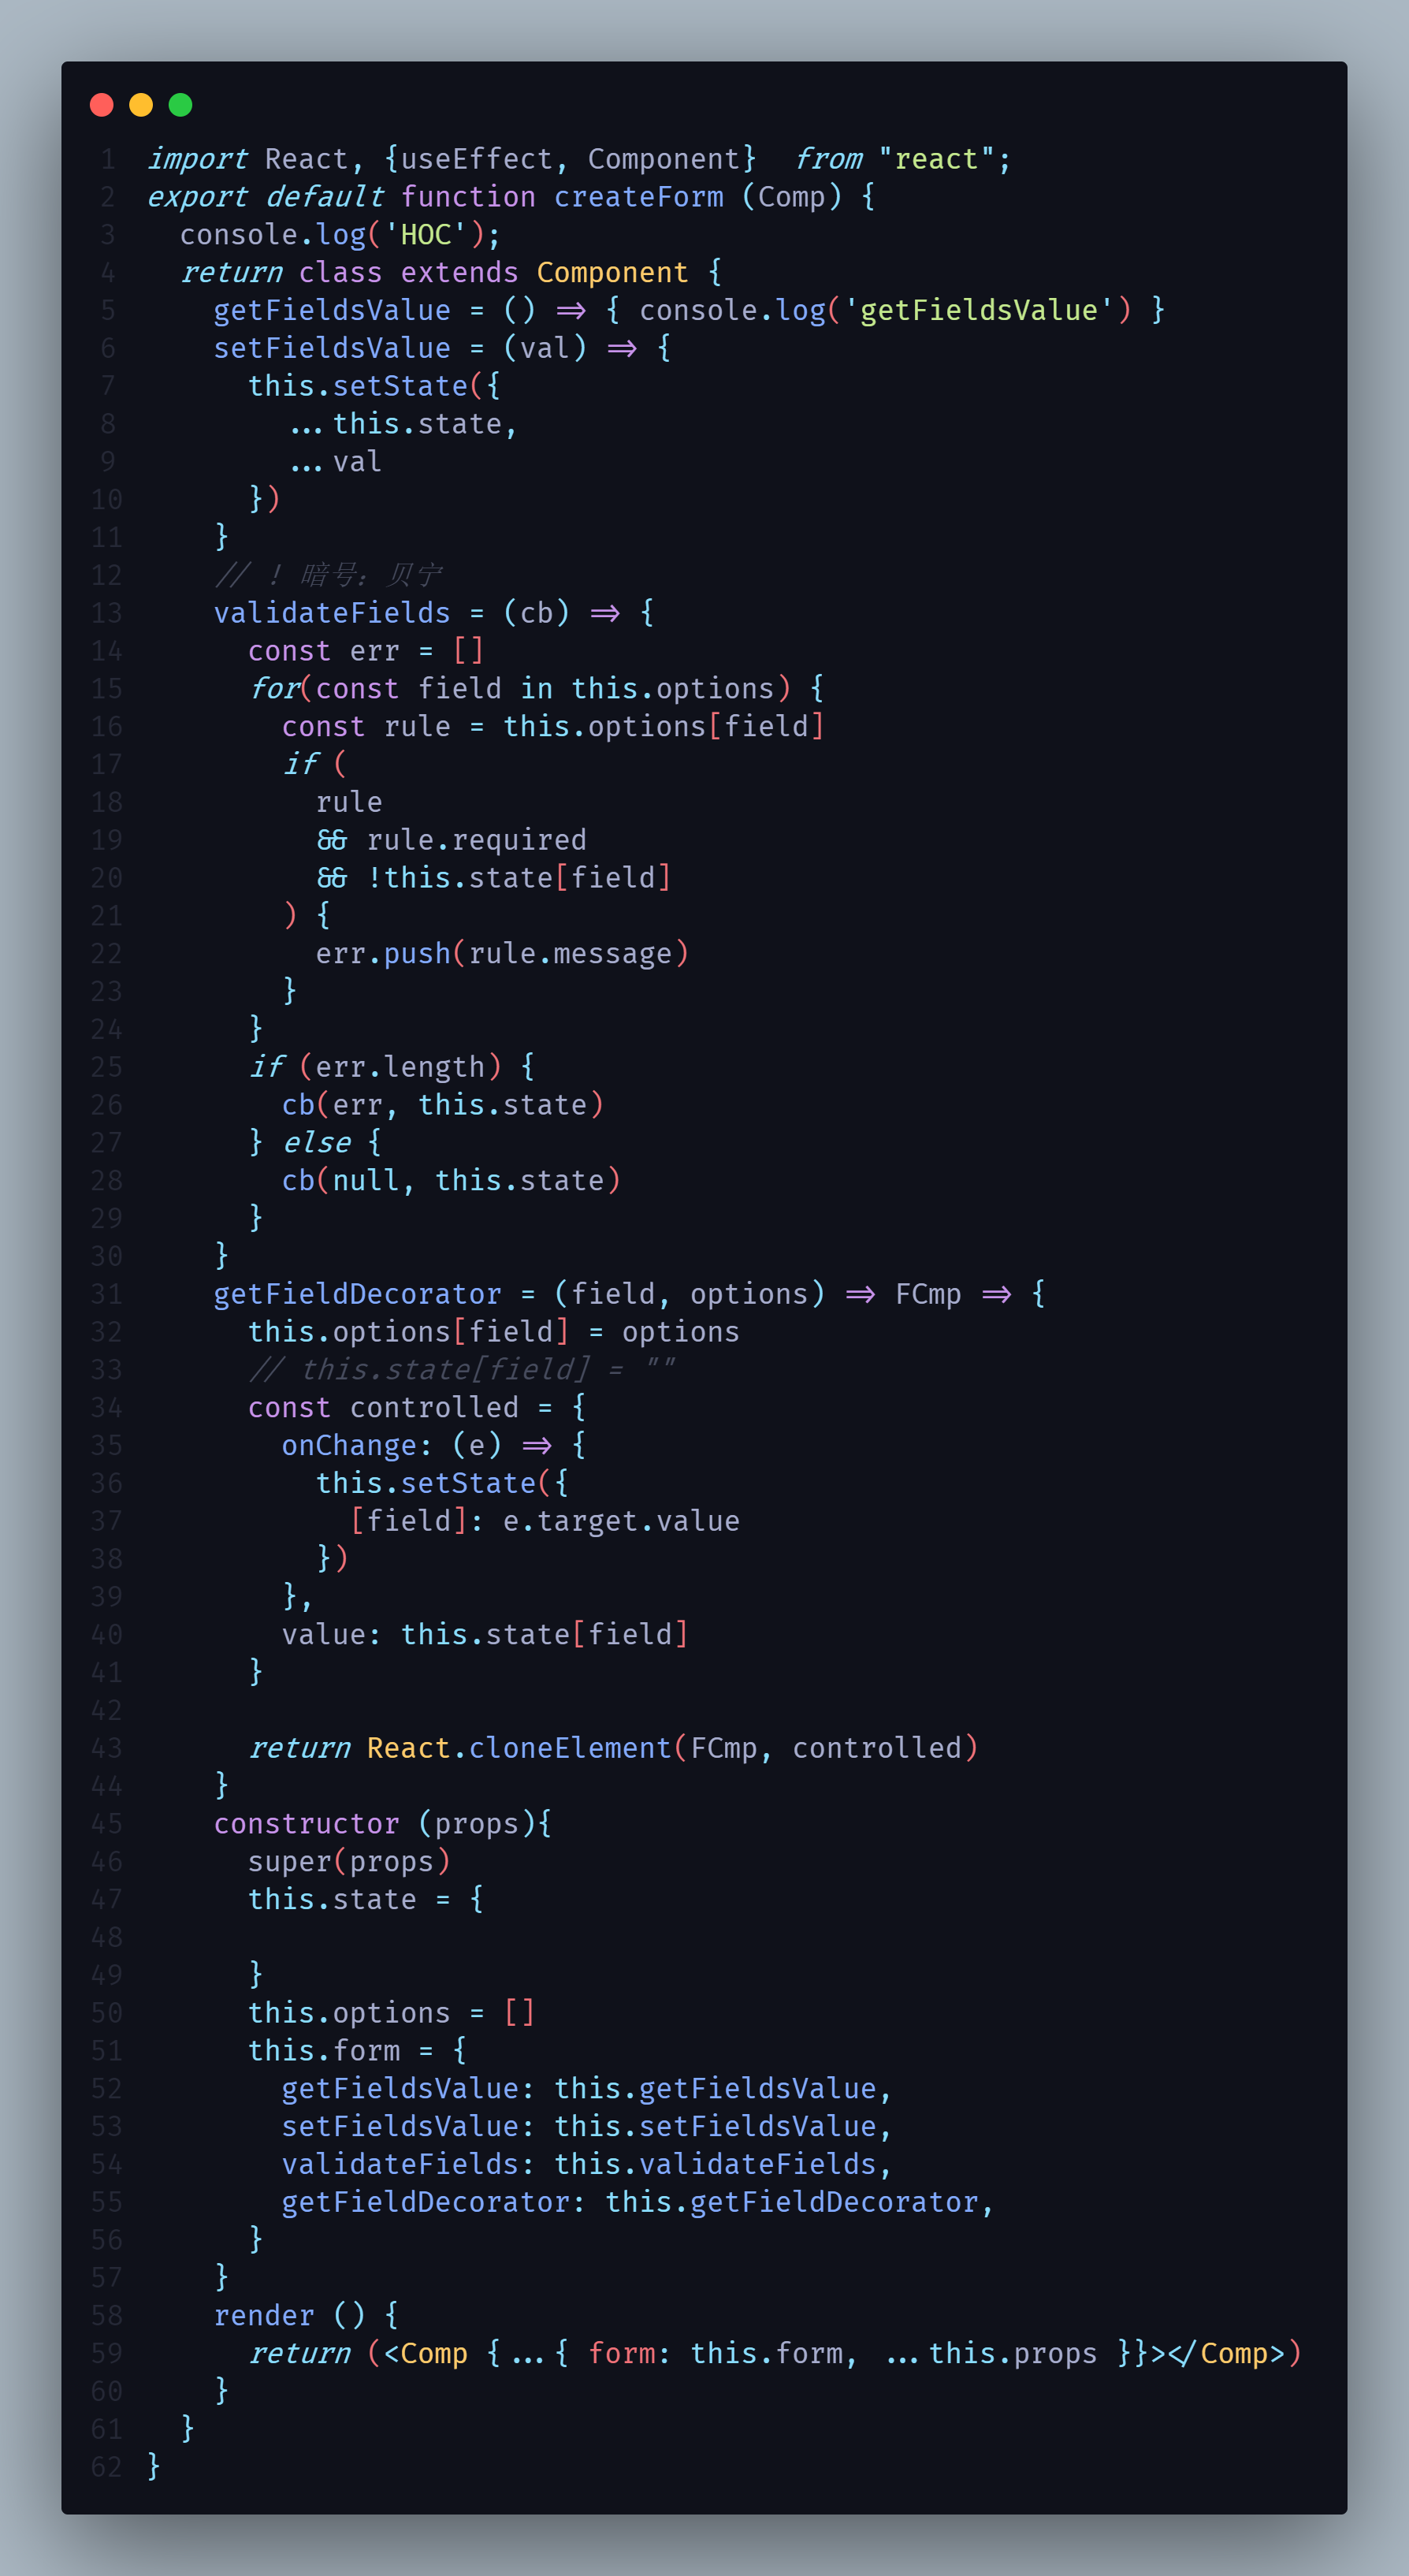 1 import React, {useEffect, Component}  from "react";
2 export default function createForm (Comp) {
3   console.log('HOC');
4   return class extends Component {
5     getFieldsValue = () => { console.log('getFieldsValue') }
6     setFieldsValue = (val) => {
7       this.setState({
8         ...this.state,
9         ...val
10       })
11     }
12     // ! 暗号：贝宁
13     validateFields = (cb) => {
14       const err = []
15       for(const field in this.options) {
16         const rule = this.options[field]
17         if (
18           rule
19           && rule.required
20           && !this.state[field]
21         ) {
22           err.push(rule.message)
23         }
24       }
25       if (err.length) {
26         cb(err, this.state)
27       } else {
28         cb(null, this.state)
29       }
30     }
31     getFieldDecorator = (field, options) => FCmp => {
32       this.options[field] = options
33       // this.state[field] = ""
34       const controlled = {
35         onChange: (e) => {
36           this.setState({
37             [field]: e.target.value
38           })
39         },
40         value: this.state[field]
41       }
42
43       return React.cloneElement(FCmp, controlled)
44     }
45     constructor (props){
46       super(props)
47       this.state = {
48
49       }
50       this.options = []
51       this.form = {
52         getFieldsValue: this.getFieldsValue,
53         setFieldsValue: this.setFieldsValue,
54         validateFields: this.validateFields,
55         getFieldDecorator: this.getFieldDecorator,
56       }
57     }
58     render () {
59       return (<Comp {...{ form: this.form, ...this.props }}></Comp>)
60     }
61   }
62 }